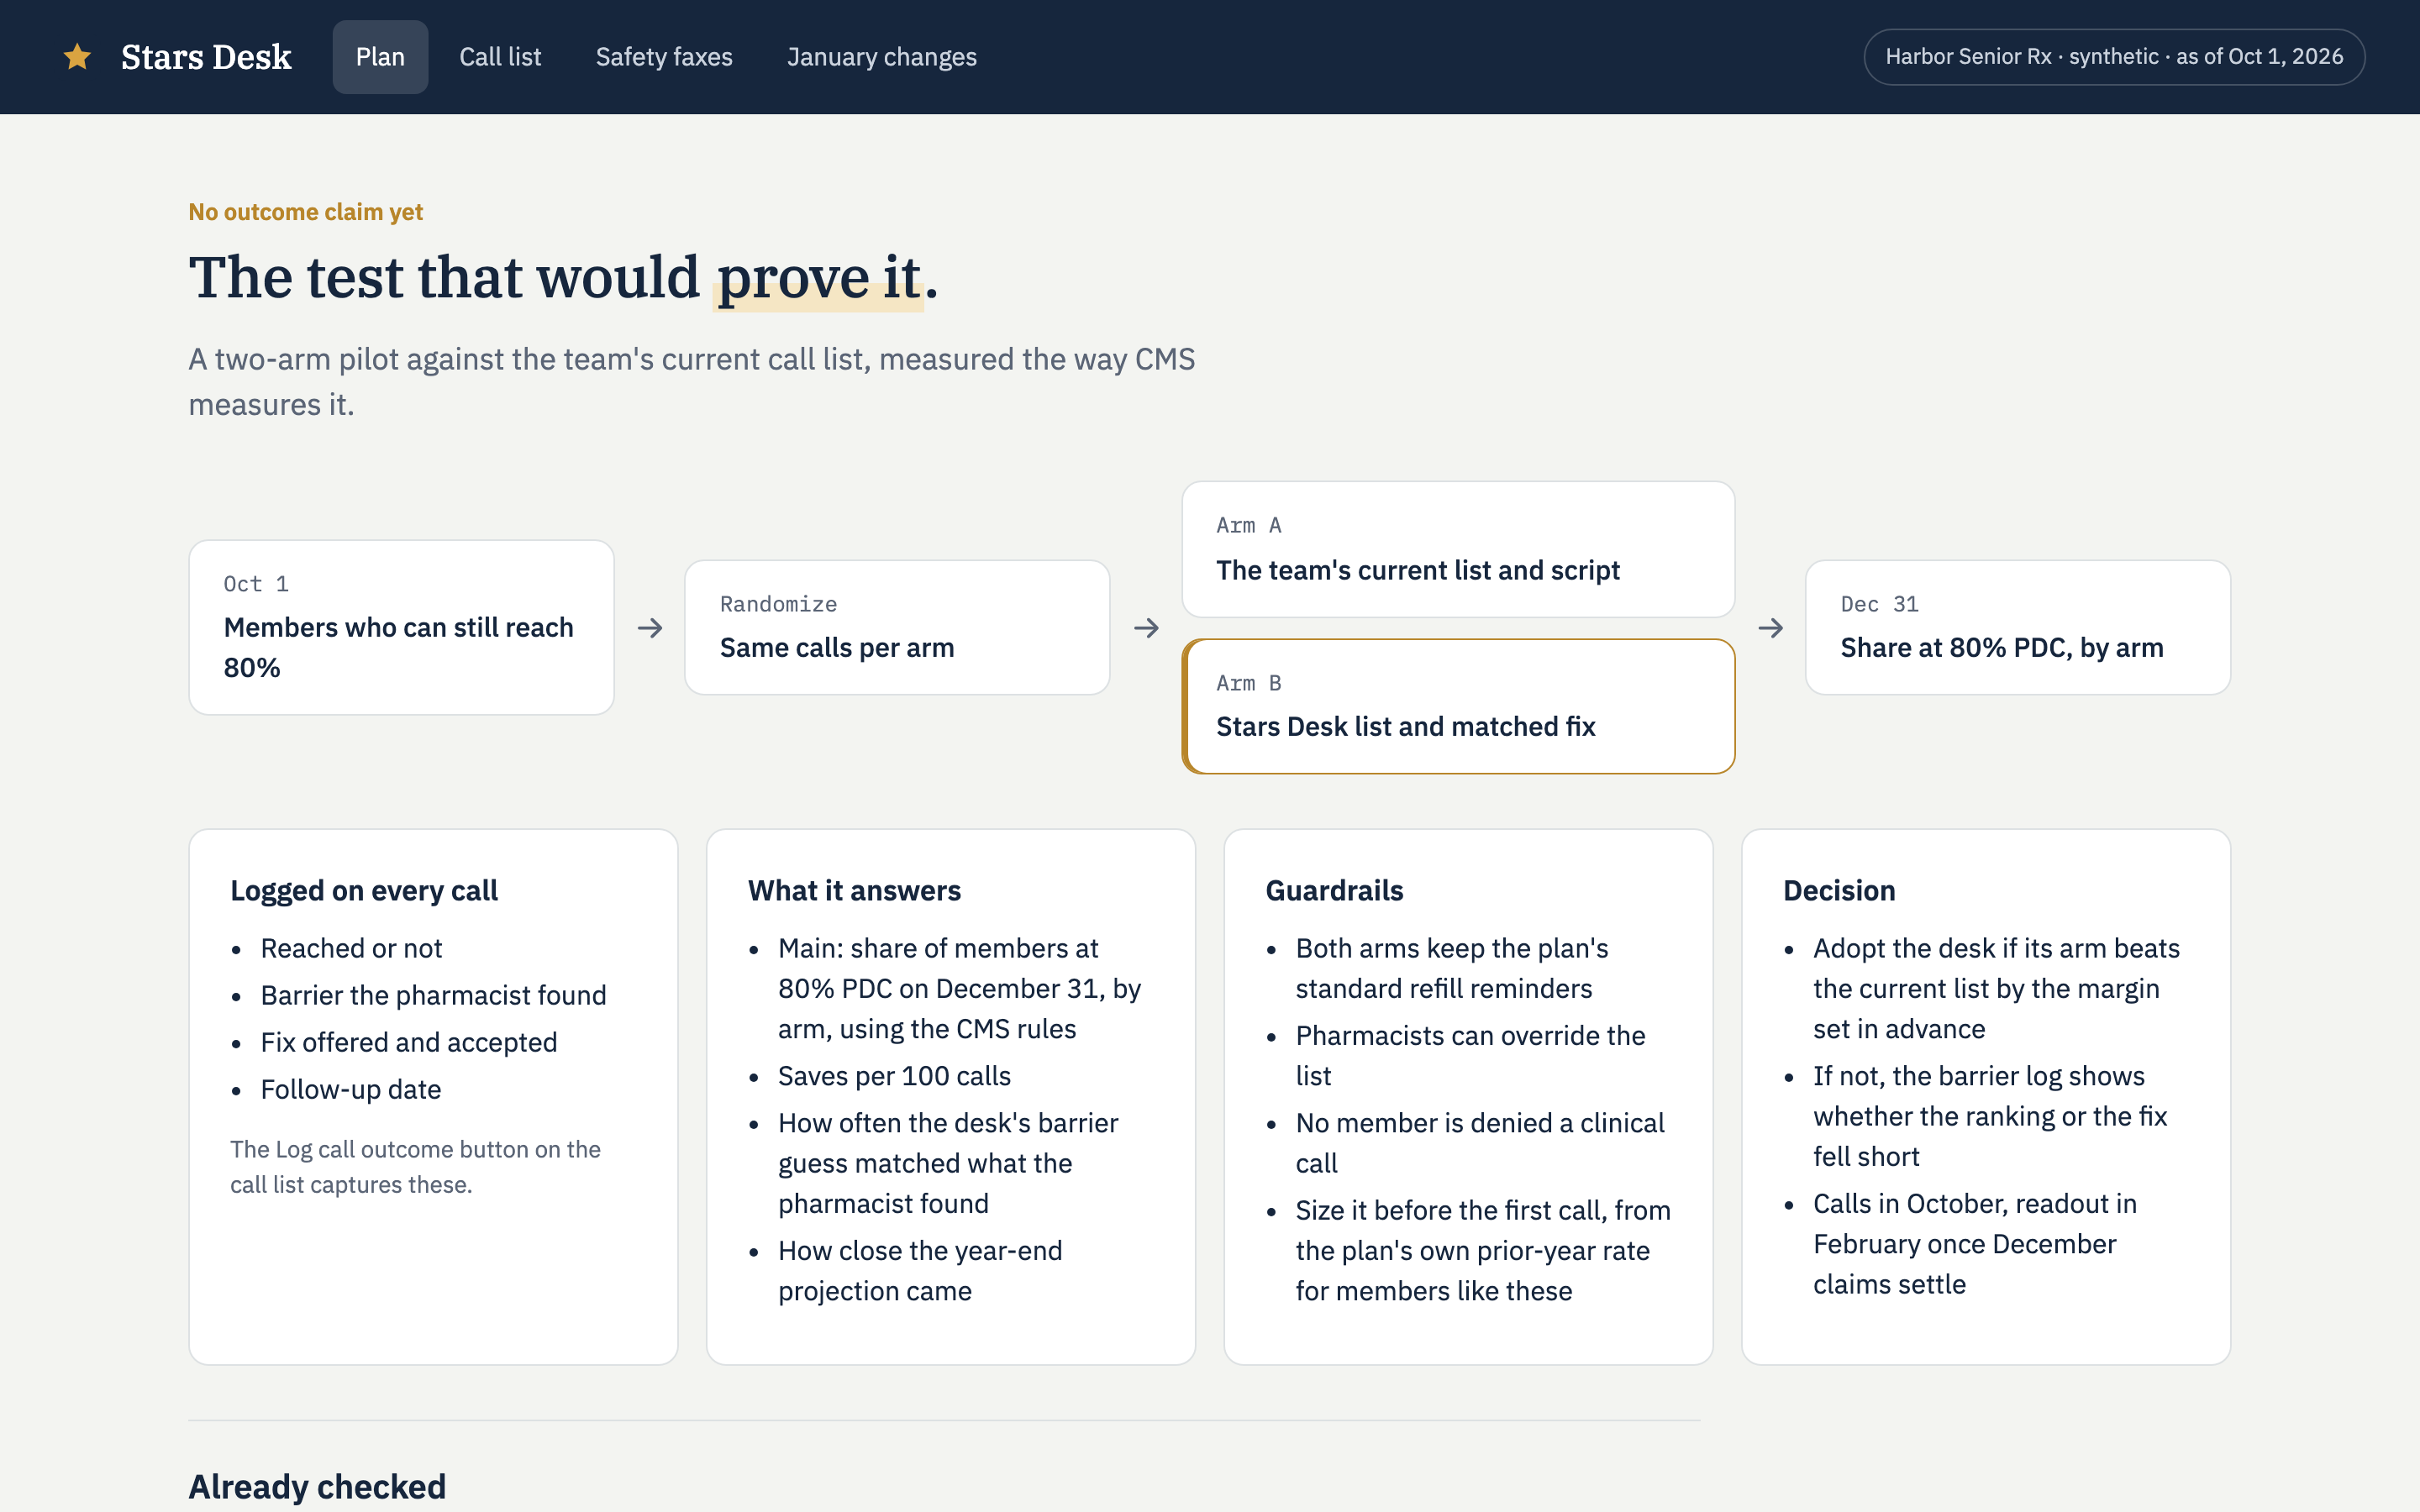 Stars Desk
Plan
Call list
Safety faxes
January changes
Harbor Senior Rx · synthetic · as of Oct 1, 2026
No outcome claim yet
The test that would prove it.
A two-arm pilot against the team's current call list, measured the way CMS
measures it.
Oct 1
Members who can still reach
80%
Randomize
Same calls per arm
Arm A
The team's current list and script
Arm B
Stars Desk list and matched fix
Dec 31
Share at 80% PDC, by arm
Logged on every call
• Reached or not
• Barrier the pharmacist found
• Fix offered and accepted
• Follow-up date
The Log call outcome button on the
call list captures these.
What it answers
• Main: share of members at
80% PDC on December 31, by
arm, using the CMS rules
• Saves per 100 calls
• How often the desk's barrier
guess matched what the
pharmacist found
• How close the year-end
projection came
Guardrails
• Both arms keep the plan's
standard refill reminders
• Pharmacists can override the
list
• No member is denied a clinical
call
• Size it before the first call, from
the plan's own prior-year rate
for members like these
Decision
• Adopt the desk if its arm beats
the current list by the margin
set in advance
• If not, the barrier log shows
whether the ranking or the fix
fell short
• Calls in October, readout in
February once December
claims settle
Already checked